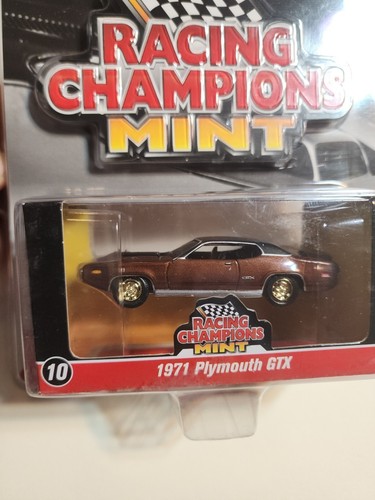 RACING
CHAMPIONS
MINT
RACING
CHAMPIONS
MINT
10
1971 Plymouth GTX